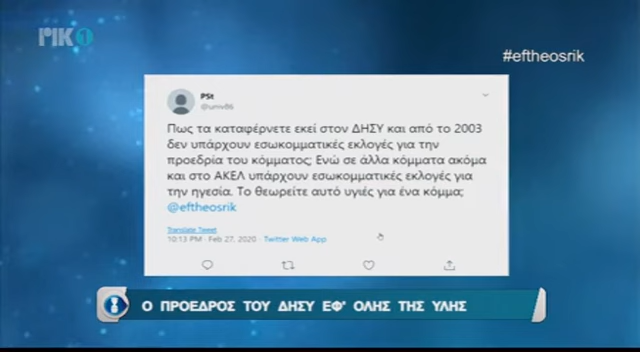 ΡΙΚ 1
#eftheosrik
PSt
@univ86
Πως τα καταφέρνετε εκεί στον ΔΗΣΥ και από το 2003
δεν υπάρχουν εσωκομματικές εκλογές για την
προεδρία του κόμματος; Ενώ σε άλλα κόμματα ακόμα
και στο ΑΚΕΛ υπάρχουν εσωκομματικές εκλογές για
την ηγεσία. Το θεωρείτε αυτό υγιές για ένα κόμμα;
@eftheosrik
Translate Tweet
10:13 PM · Feb 27, 2020 · Twitter Web App
Ο ΠΡΟΕΔΡΟΣ ΤΟΥ ΔΗΣΥ ΕΦ' ΟΛΗΣ ΤΗΣ ΥΛΗΣ